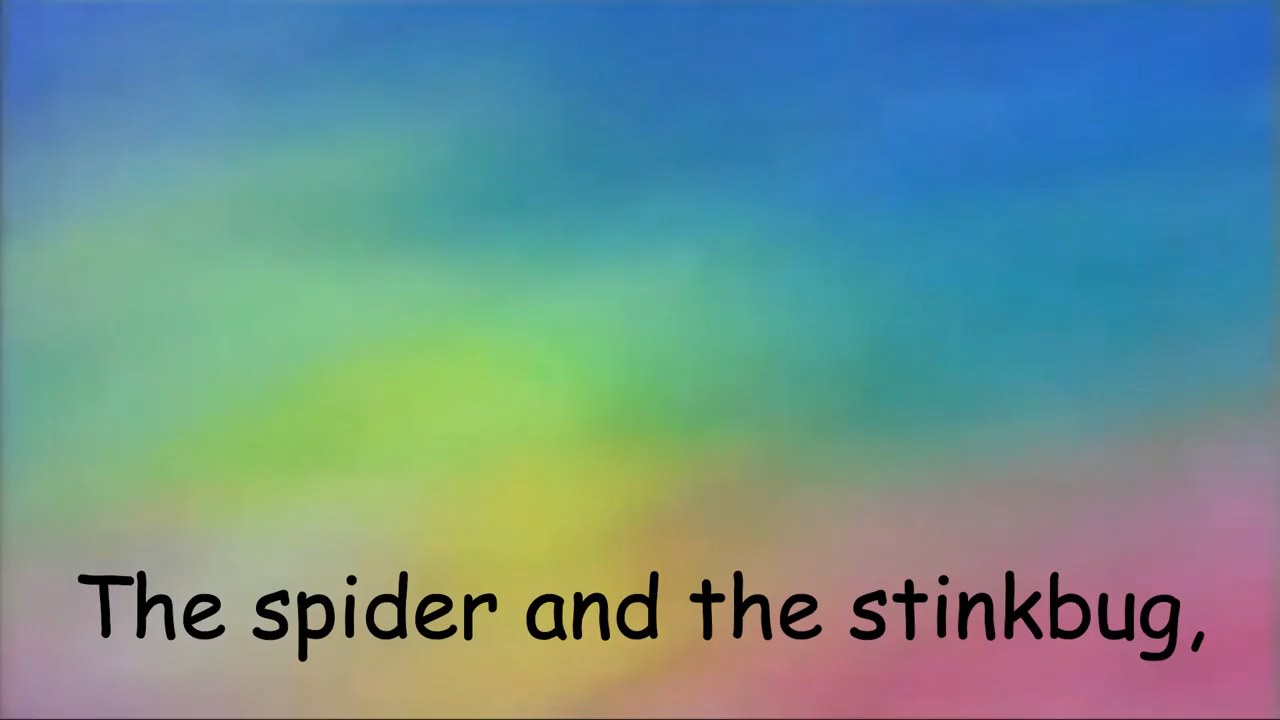 The spider and the stinkbug,